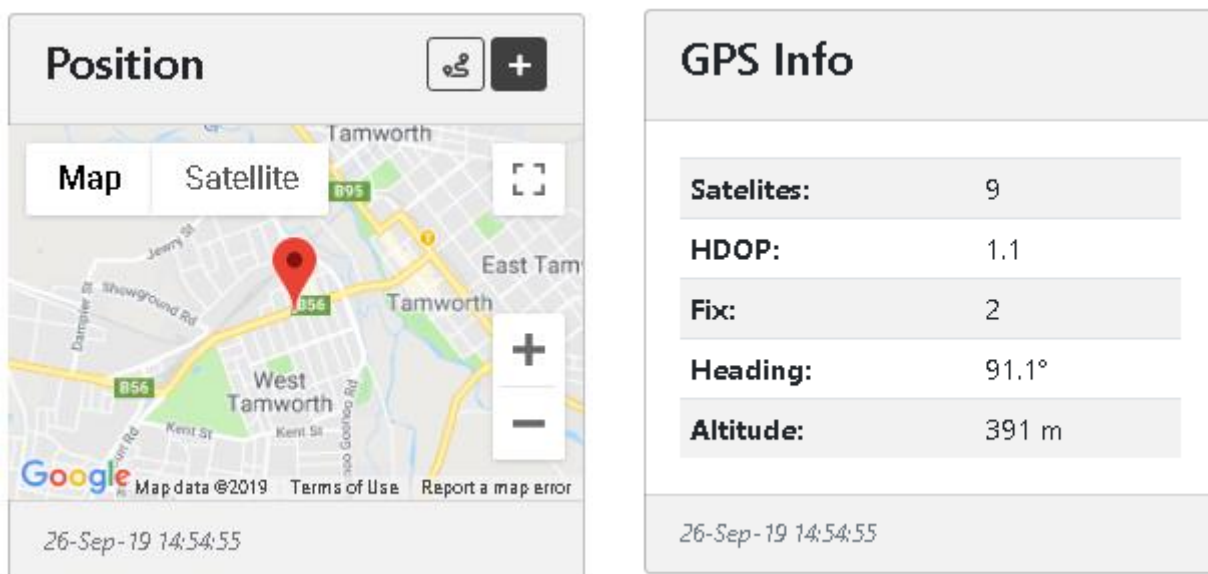 Position
+
Map
Satellite
Tamworth
B95
Jewry St
Showground Rd
Dampier St
East Tam
B56
Tamworth
+
B56
West
Tamworth
−
Kent St
Kent St
Goonoo Rd
Google
Map data ©2019 Terms of Use Report a map error
26-Sep-19 14:54:55
GPS Info
Satelites: 9
HDOP: 1.1
Fix: 2
Heading: 91.1°
Altitude: 391 m
26-Sep-19 14:54:55